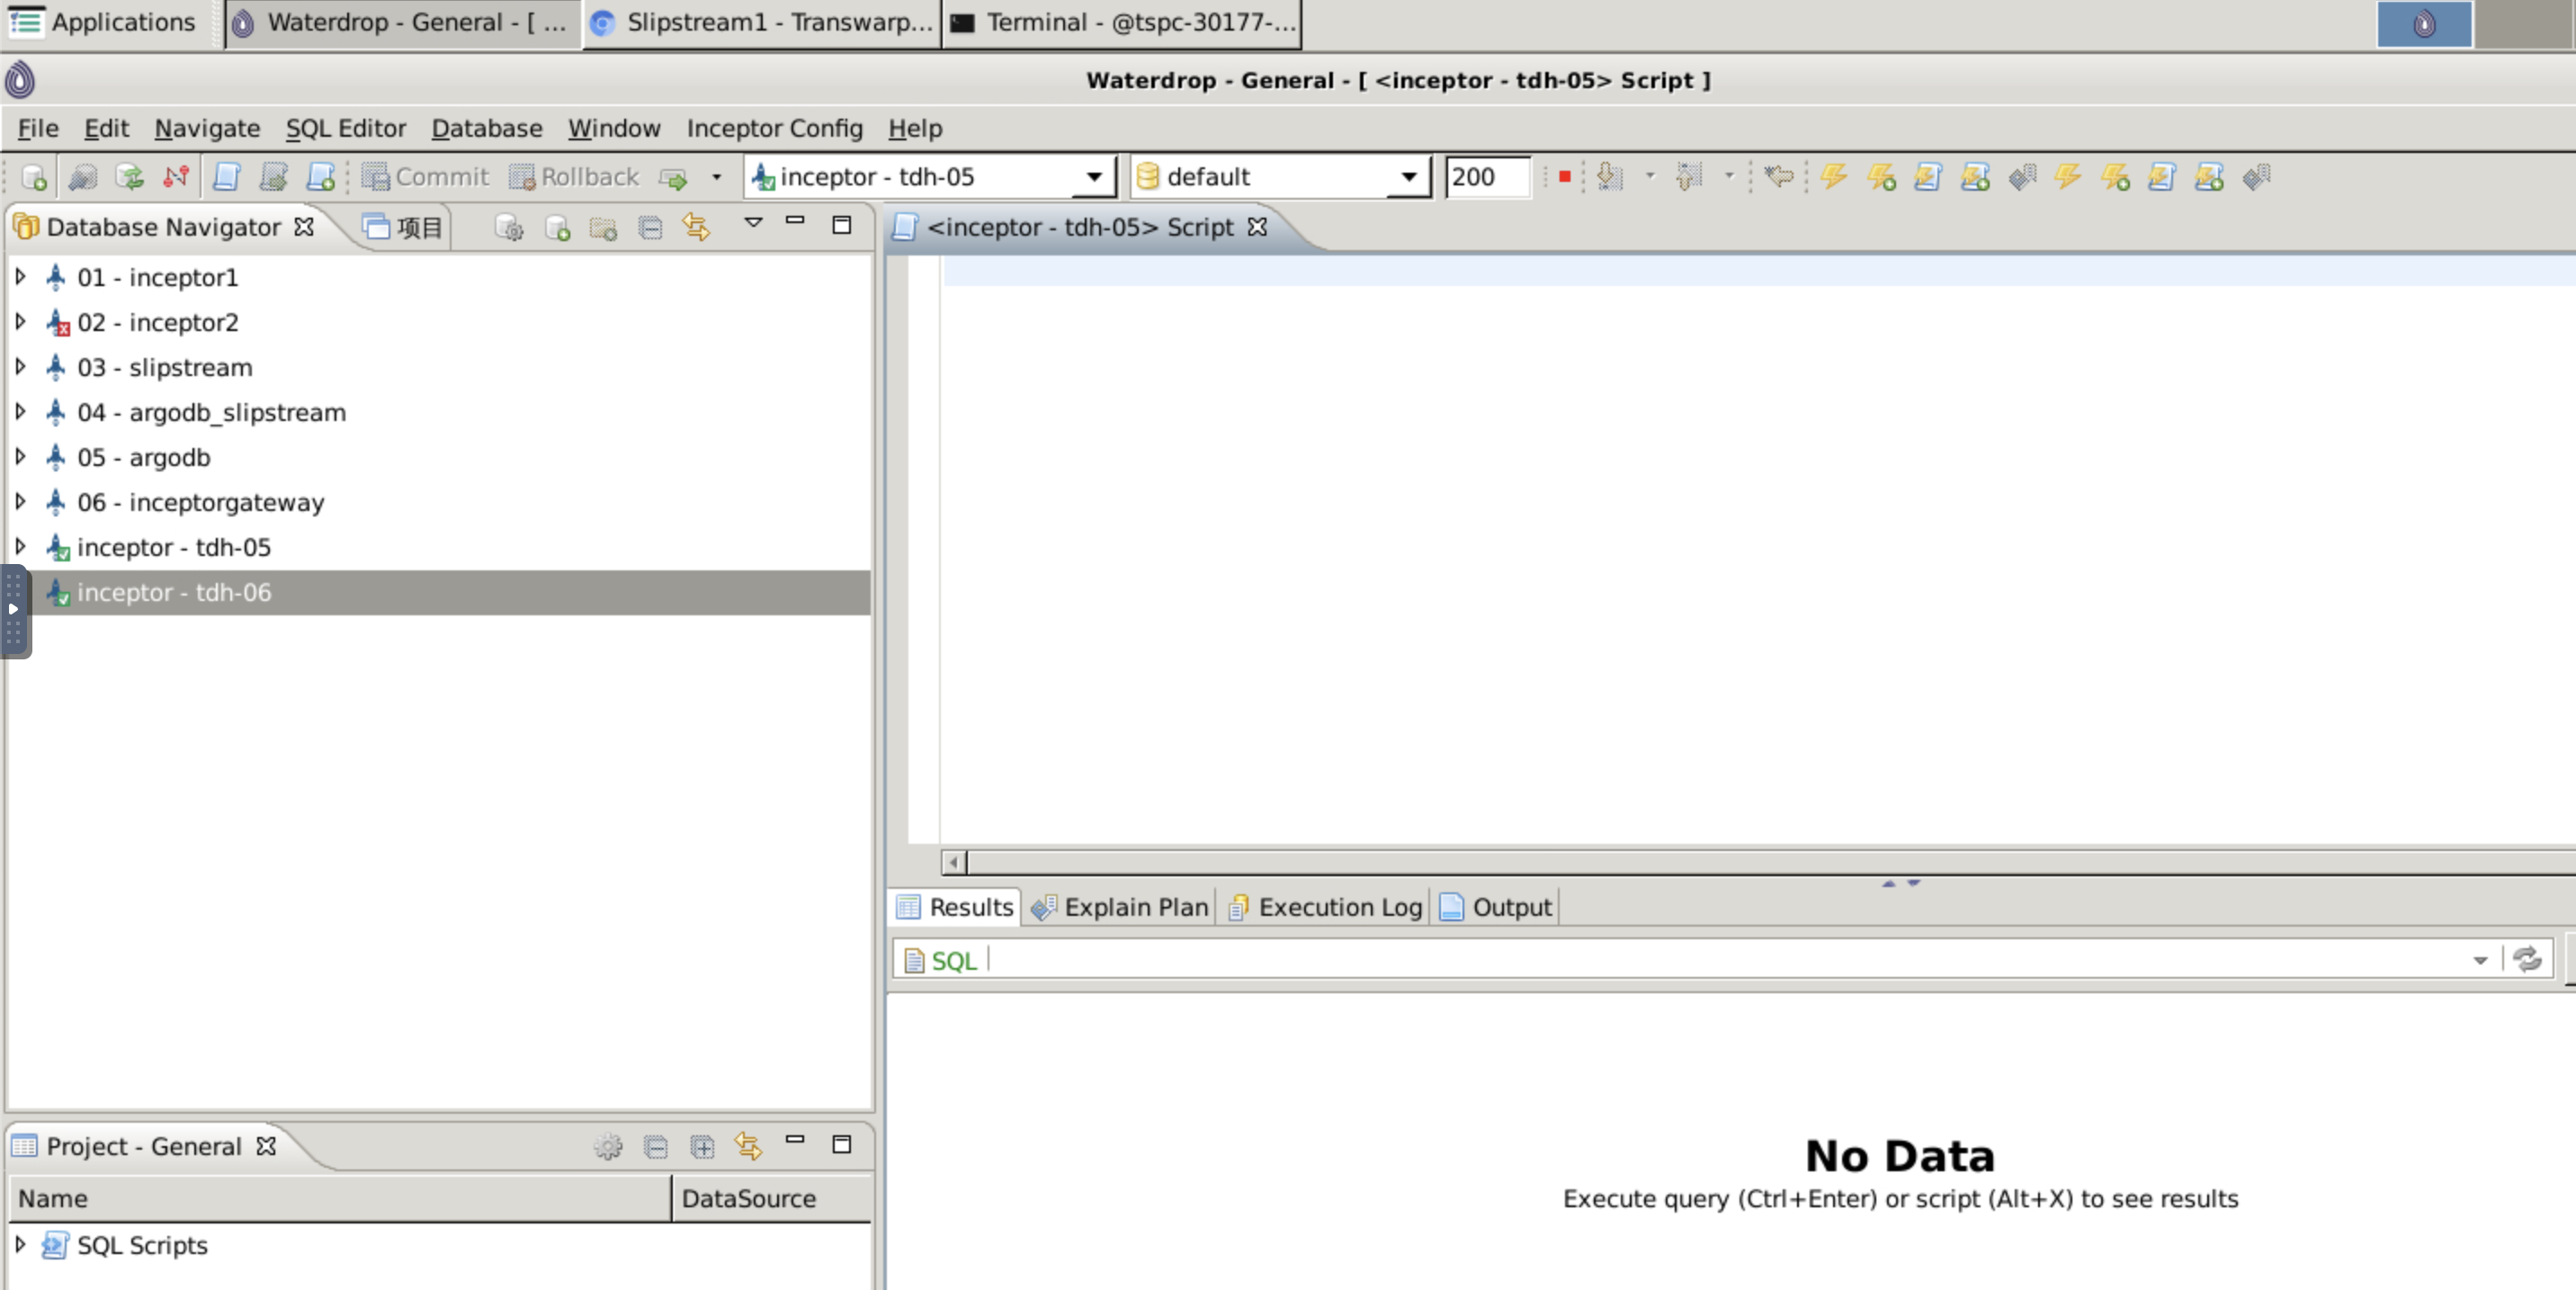 Applications
Waterdrop - General - [ ...
Slipstream1 - Transwarp...
Terminal - @tspc-30177-...
Waterdrop - General - [ <inceptor - tdh-05> Script ]
File Edit Navigate SQL Editor Database Window Inceptor Config Help
Commit Rollback inceptor - tdh-05 default 200
Database Navigator 项目
<inceptor - tdh-05> Script
01 - inceptor1
02 - inceptor2
03 - slipstream
04 - argodb_slipstream
05 - argodb
06 - inceptorgateway
inceptor - tdh-05
inceptor - tdh-06
Results Explain Plan Execution Log Output
SQL
No Data
Execute query (Ctrl+Enter) or script (Alt+X) to see results
Project - General
Name DataSource
SQL Scripts